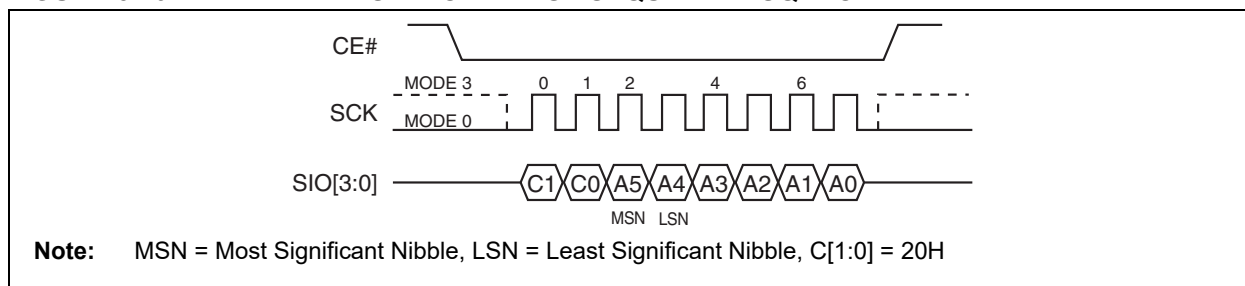 CE#
MODE 3 0 1 2 4 6
SCK
MODE 0
SIO[3:0] C1 C0 A5 A4 A3 A2 A1 A0
MSN LSN
Note: MSN = Most Significant Nibble, LSN = Least Significant Nibble, C[1:0] = 20H